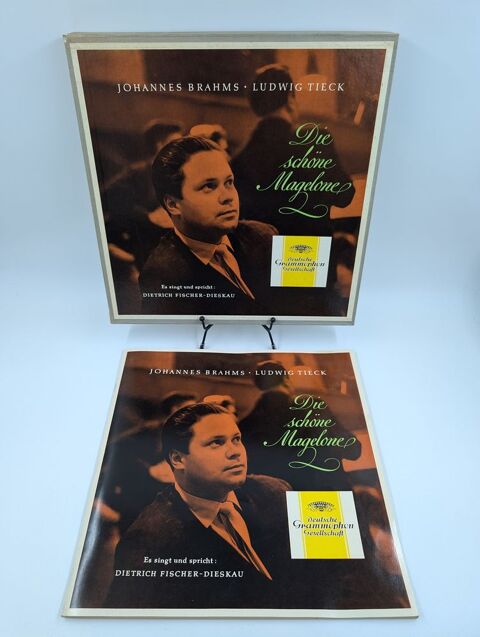 JOHANNES BRAHMS · LUDWIG TIECK
Die
schöne
Magelone
Deutsche
Grammophon
Gesellschaft
Es singt und spricht:
DIETRICH FISCHER-DIESKAU
JOHANNES BRAHMS · LUDWIG TIECK
Die
schöne
Magelone
Deutsche
Grammophon
Gesellschaft
Es singt und spricht:
DIETRICH FISCHER-DIESKAU